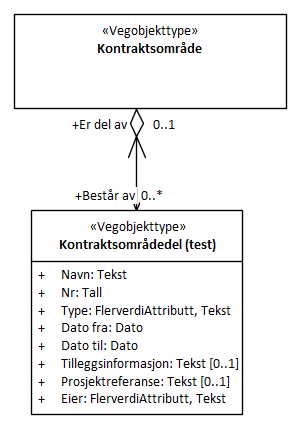 «Vegobjekttype»
Kontraktsområde
+Er del av 0..1
+Består av 0..*
«Vegobjekttype»
Kontraktsområdedel (test)
+ Navn: Tekst
+ Nr: Tall
+ Type: FlerverdiAttributt, Tekst
+ Dato fra: Dato
+ Dato til: Dato
+ Tilleggsinformasjon: Tekst [0..1]
+ Prosjektreferanse: Tekst [0..1]
+ Eier: FlerverdiAttributt, Tekst